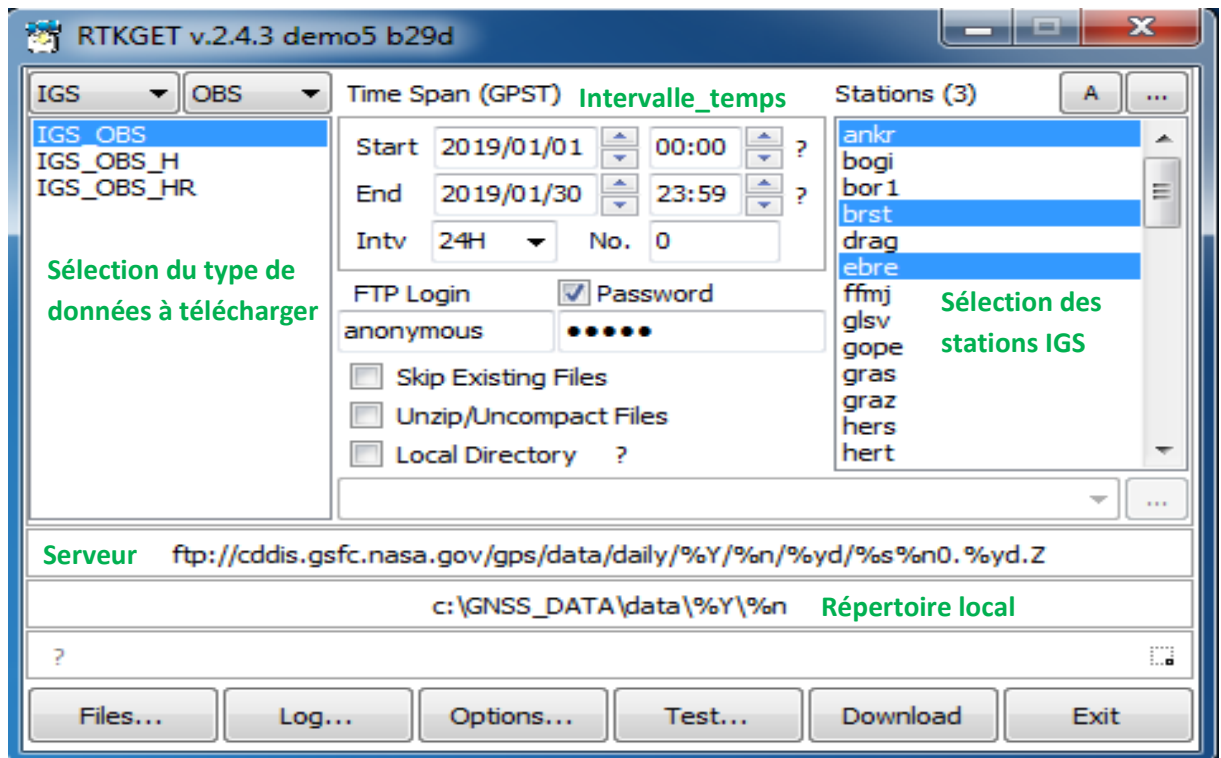 RTKGET v.2.4.3 demo5 b29d
IGS OBS Time Span (GPST) Intervalle_temps Stations (3) A ...
IGS_OBS
IGS_OBS_H
IGS_OBS_HR
Sélection du type de
données à télécharger
Start 2019/01/01 00:00 ?
End 2019/01/30 23:59 ?
Intv 24H No. 0
FTP Login Password
anonymous •••••
Skip Existing Files
Unzip/Uncompact Files
Local Directory ?
ankr
bogi
bor1
brst
drag
ebre
ffmj
glsv
gope
gras
graz
hers
hert
Sélection des
stations IGS
...
Serveur ftp://cddis.gsfc.nasa.gov/gps/data/daily/%Y/%n/%yd/%s%n0.%yd.Z
c:\GNSS_DATA\data\%Y\%n Répertoire local
?
Files... Log... Options... Test... Download Exit